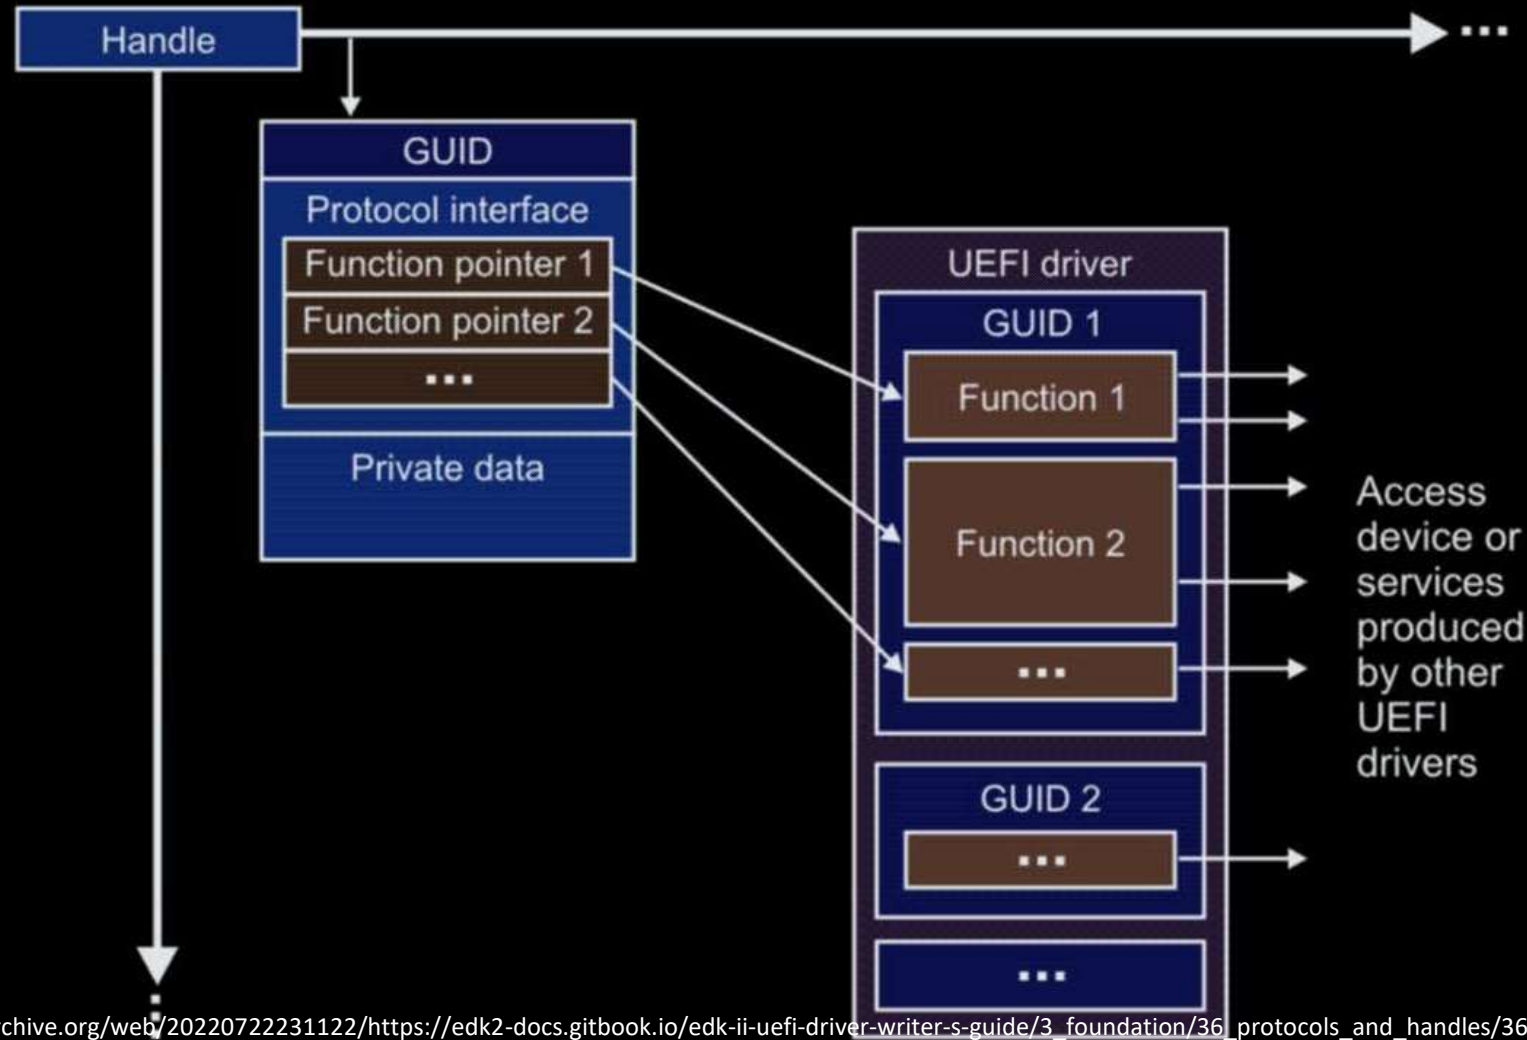 Handle
...
GUID
Protocol interface
Function pointer 1
Function pointer 2
...
Private data
UEFI driver
GUID 1
Function 1
Function 2
...
GUID 2
...
...
Access
device or
services
produced
by other
UEFI
drivers
...
rchive.org/web/20220722231122/https://edk2-docs.gitbook.io/edk-ii-uefi-driver-writer-s-guide/3_foundation/36_protocols_and_handles/36